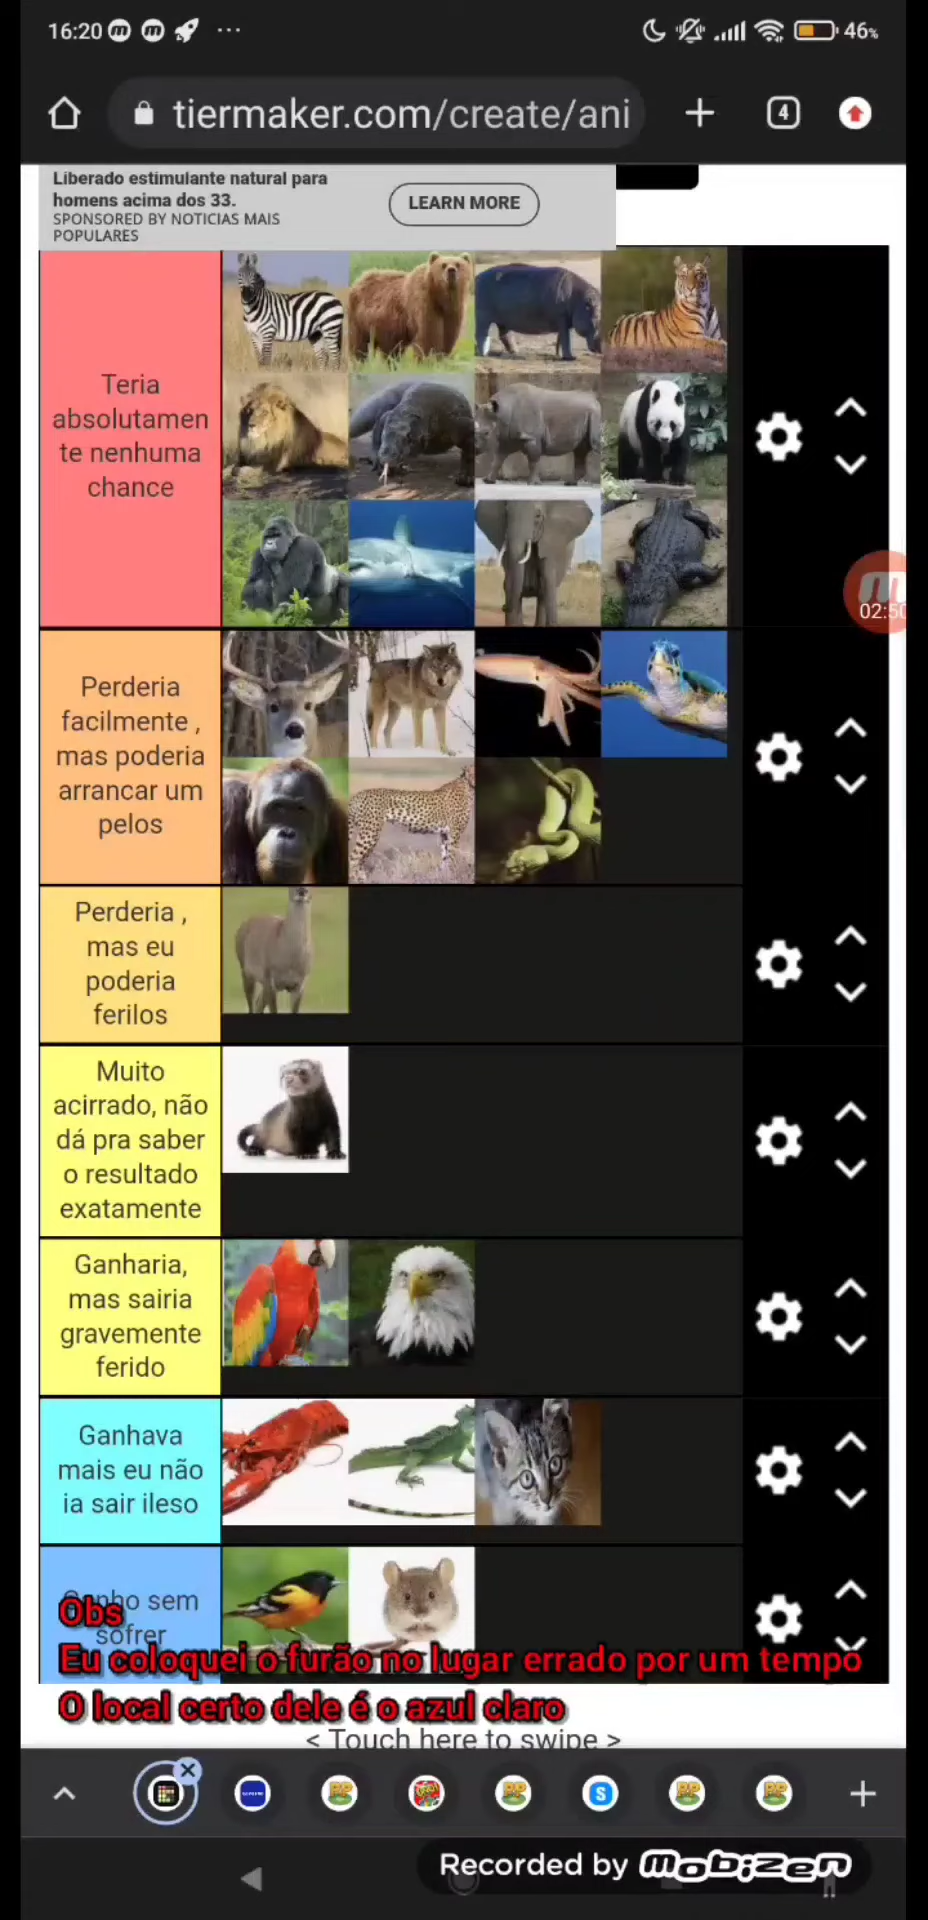 16:20
46%
tiermaker.com/create/ani
4
Liberado estimulante natural para
homens acima dos 33.
SPONSORED BY NOTICIAS MAIS
POPULARES
LEARN MORE
Teria
absolutamen
te nenhuma
chance
02:50
Perderia
facilmente ,
mas poderia
arrancar um
pelos
Perderia ,
mas eu
poderia
ferilos
Muito
acirrado, não
dá pra saber
o resultado
exatamente
Ganharia,
mas sairia
gravemente
ferido
Ganhava
mais eu não
ia sair ileso
Ganho sem
sofrer
Obs
Eu coloquei o furão no lugar errado por um tempo
O local certo dele é o azul claro
< Touch here to swipe >
S
Recorded by mobizen